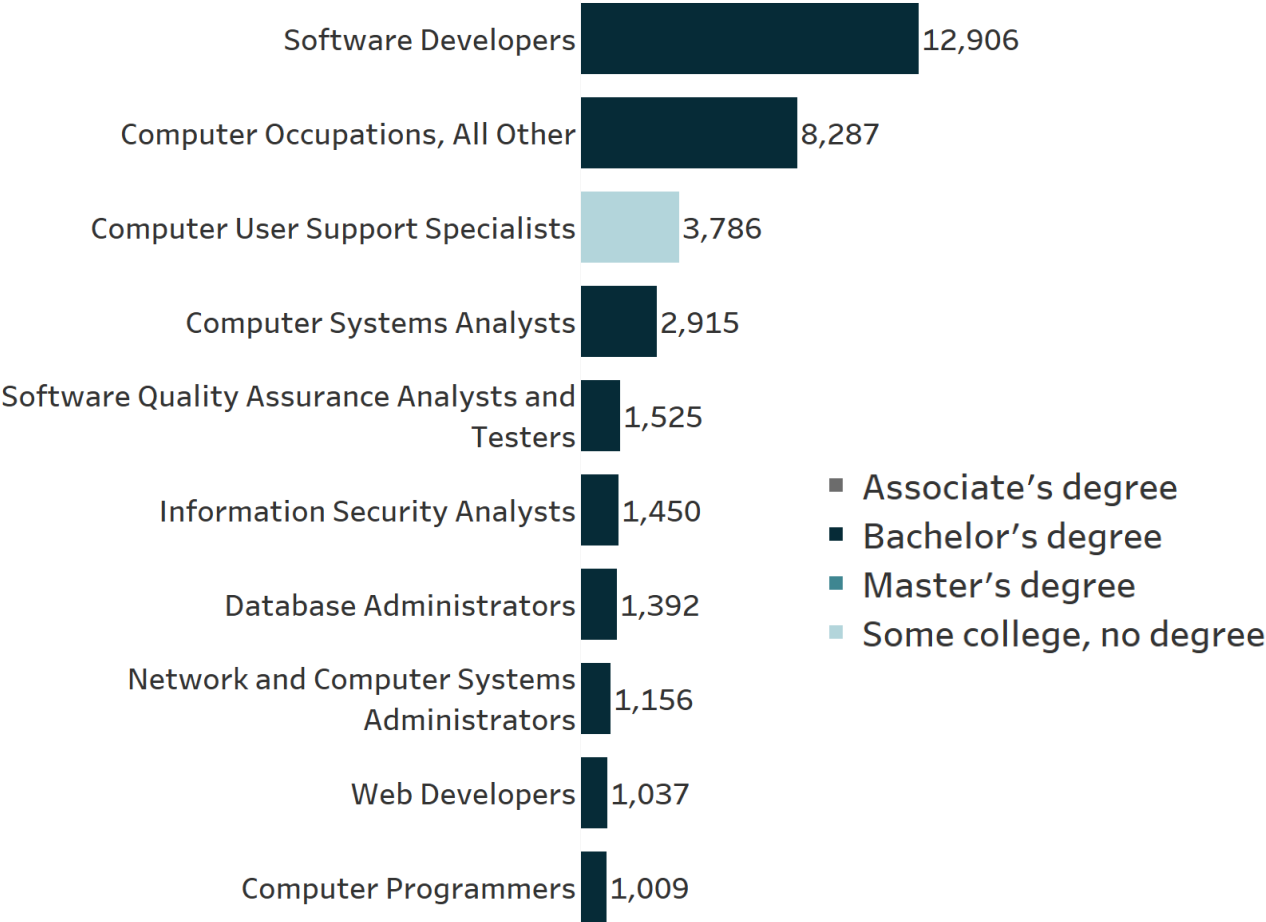 Software Developers 12,906
Computer Occupations, All Other 8,287
Computer User Support Specialists 3,786
Computer Systems Analysts 2,915
Software Quality Assurance Analysts and
Testers 1,525
Information Security Analysts 1,450
Database Administrators 1,392
Network and Computer Systems
Administrators 1,156
Web Developers 1,037
Computer Programmers 1,009
Associate’s degree
Bachelor’s degree
Master’s degree
Some college, no degree